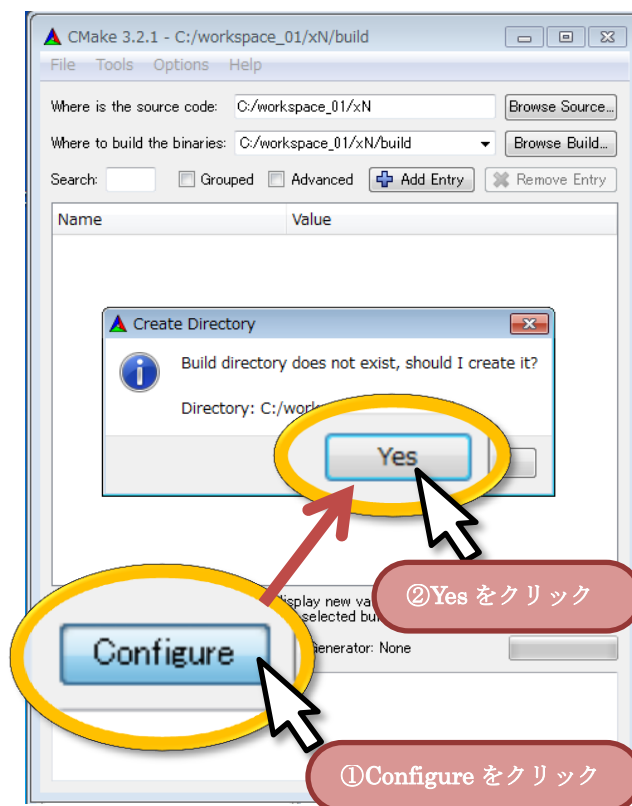 CMake 3.2.1 - C:/workspace_01/xN/build
File Tools Options Help
Where is the source code: C:/workspace_01/xN Browse Source...
Where to build the binaries: C:/workspace_01/xN/build Browse Build...
Search: Grouped Advanced Add Entry Remove Entry
Name Value
Create Directory
Build directory does not exist, should I create it?
Directory:
Yes
②Yes をクリック
display new
selected
Configure
Generator: None
①Configure をクリック